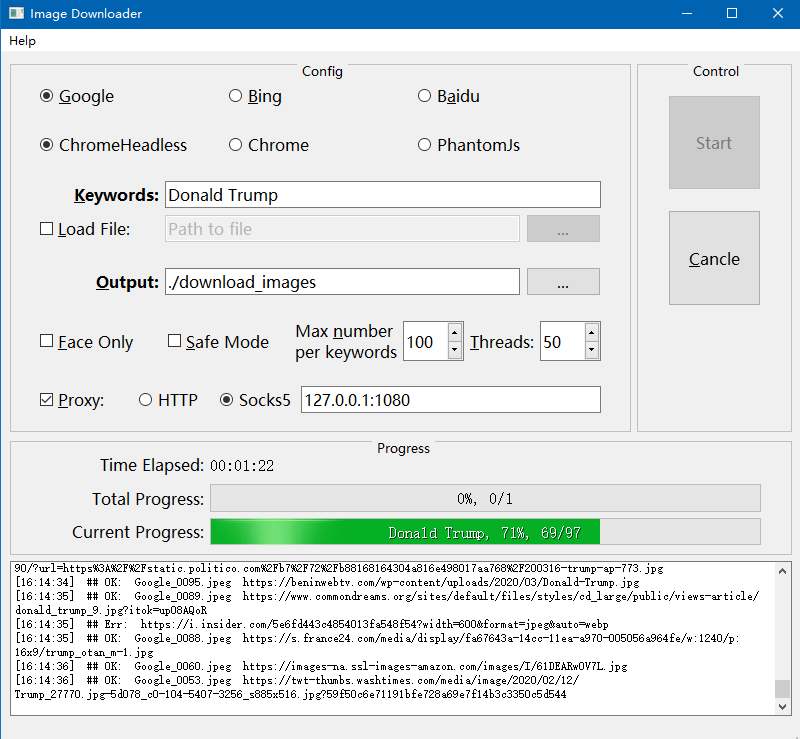 Image Downloader
Help
Config
Control
Google
Bing
Baidu
ChromeHeadless
Chrome
PhantomJs
Start
Keywords:
Donald Trump
Load File:
Path to file
...
Cancle
Output:
./download_images
...
Face Only
Safe Mode
Max number
per keywords
100
Threads:
50
Proxy:
HTTP
Socks5
127.0.0.1:1080
Progress
Time Elapsed:
00:01:22
Total Progress:
0%, 0/1
Current Progress:
Donald Trump, 71%, 69/97
90/?url=https%3A%2F%2Fstatic.politico.com%2Fb7%2F72%2Fb88168164304a816e498017aa768%2F200316-trump-ap-773.jpg
[16:14:34]  ## OK:  Google_0095.jpeg  https://beninwebtv.com/wp-content/uploads/2020/03/Donald-Trump.jpg
[16:14:35]  ## OK:  Google_0089.jpeg  https://www.commondreams.org/sites/default/files/styles/cd_large/public/views-article/
donald_trump_9.jpg?itok=up08AQoR
[16:14:35]  ## Err:  https://i.insider.com/5e6fd443c4854013fa548f54?width=600&format=jpeg&auto=webp
[16:14:35]  ## OK:  Google_0088.jpeg  https://s.france24.com/media/display/fa67643a-14cc-11ea-a970-005056a964fe/w:1240/p:
16x9/trump_otan_m-1.jpg
[16:14:36]  ## OK:  Google_0060.jpeg  https://images-na.ssl-images-amazon.com/images/I/61DEARw0V7L.jpg
[16:14:36]  ## OK:  Google_0053.jpeg  https://twt-thumbs.washtimes.com/media/image/2020/02/12/
Trump_27770.jpg-5d078_c0-104-5407-3256_s885x516.jpg?59f50c6e71191bfe728a69e7f14b3c3350c5d544